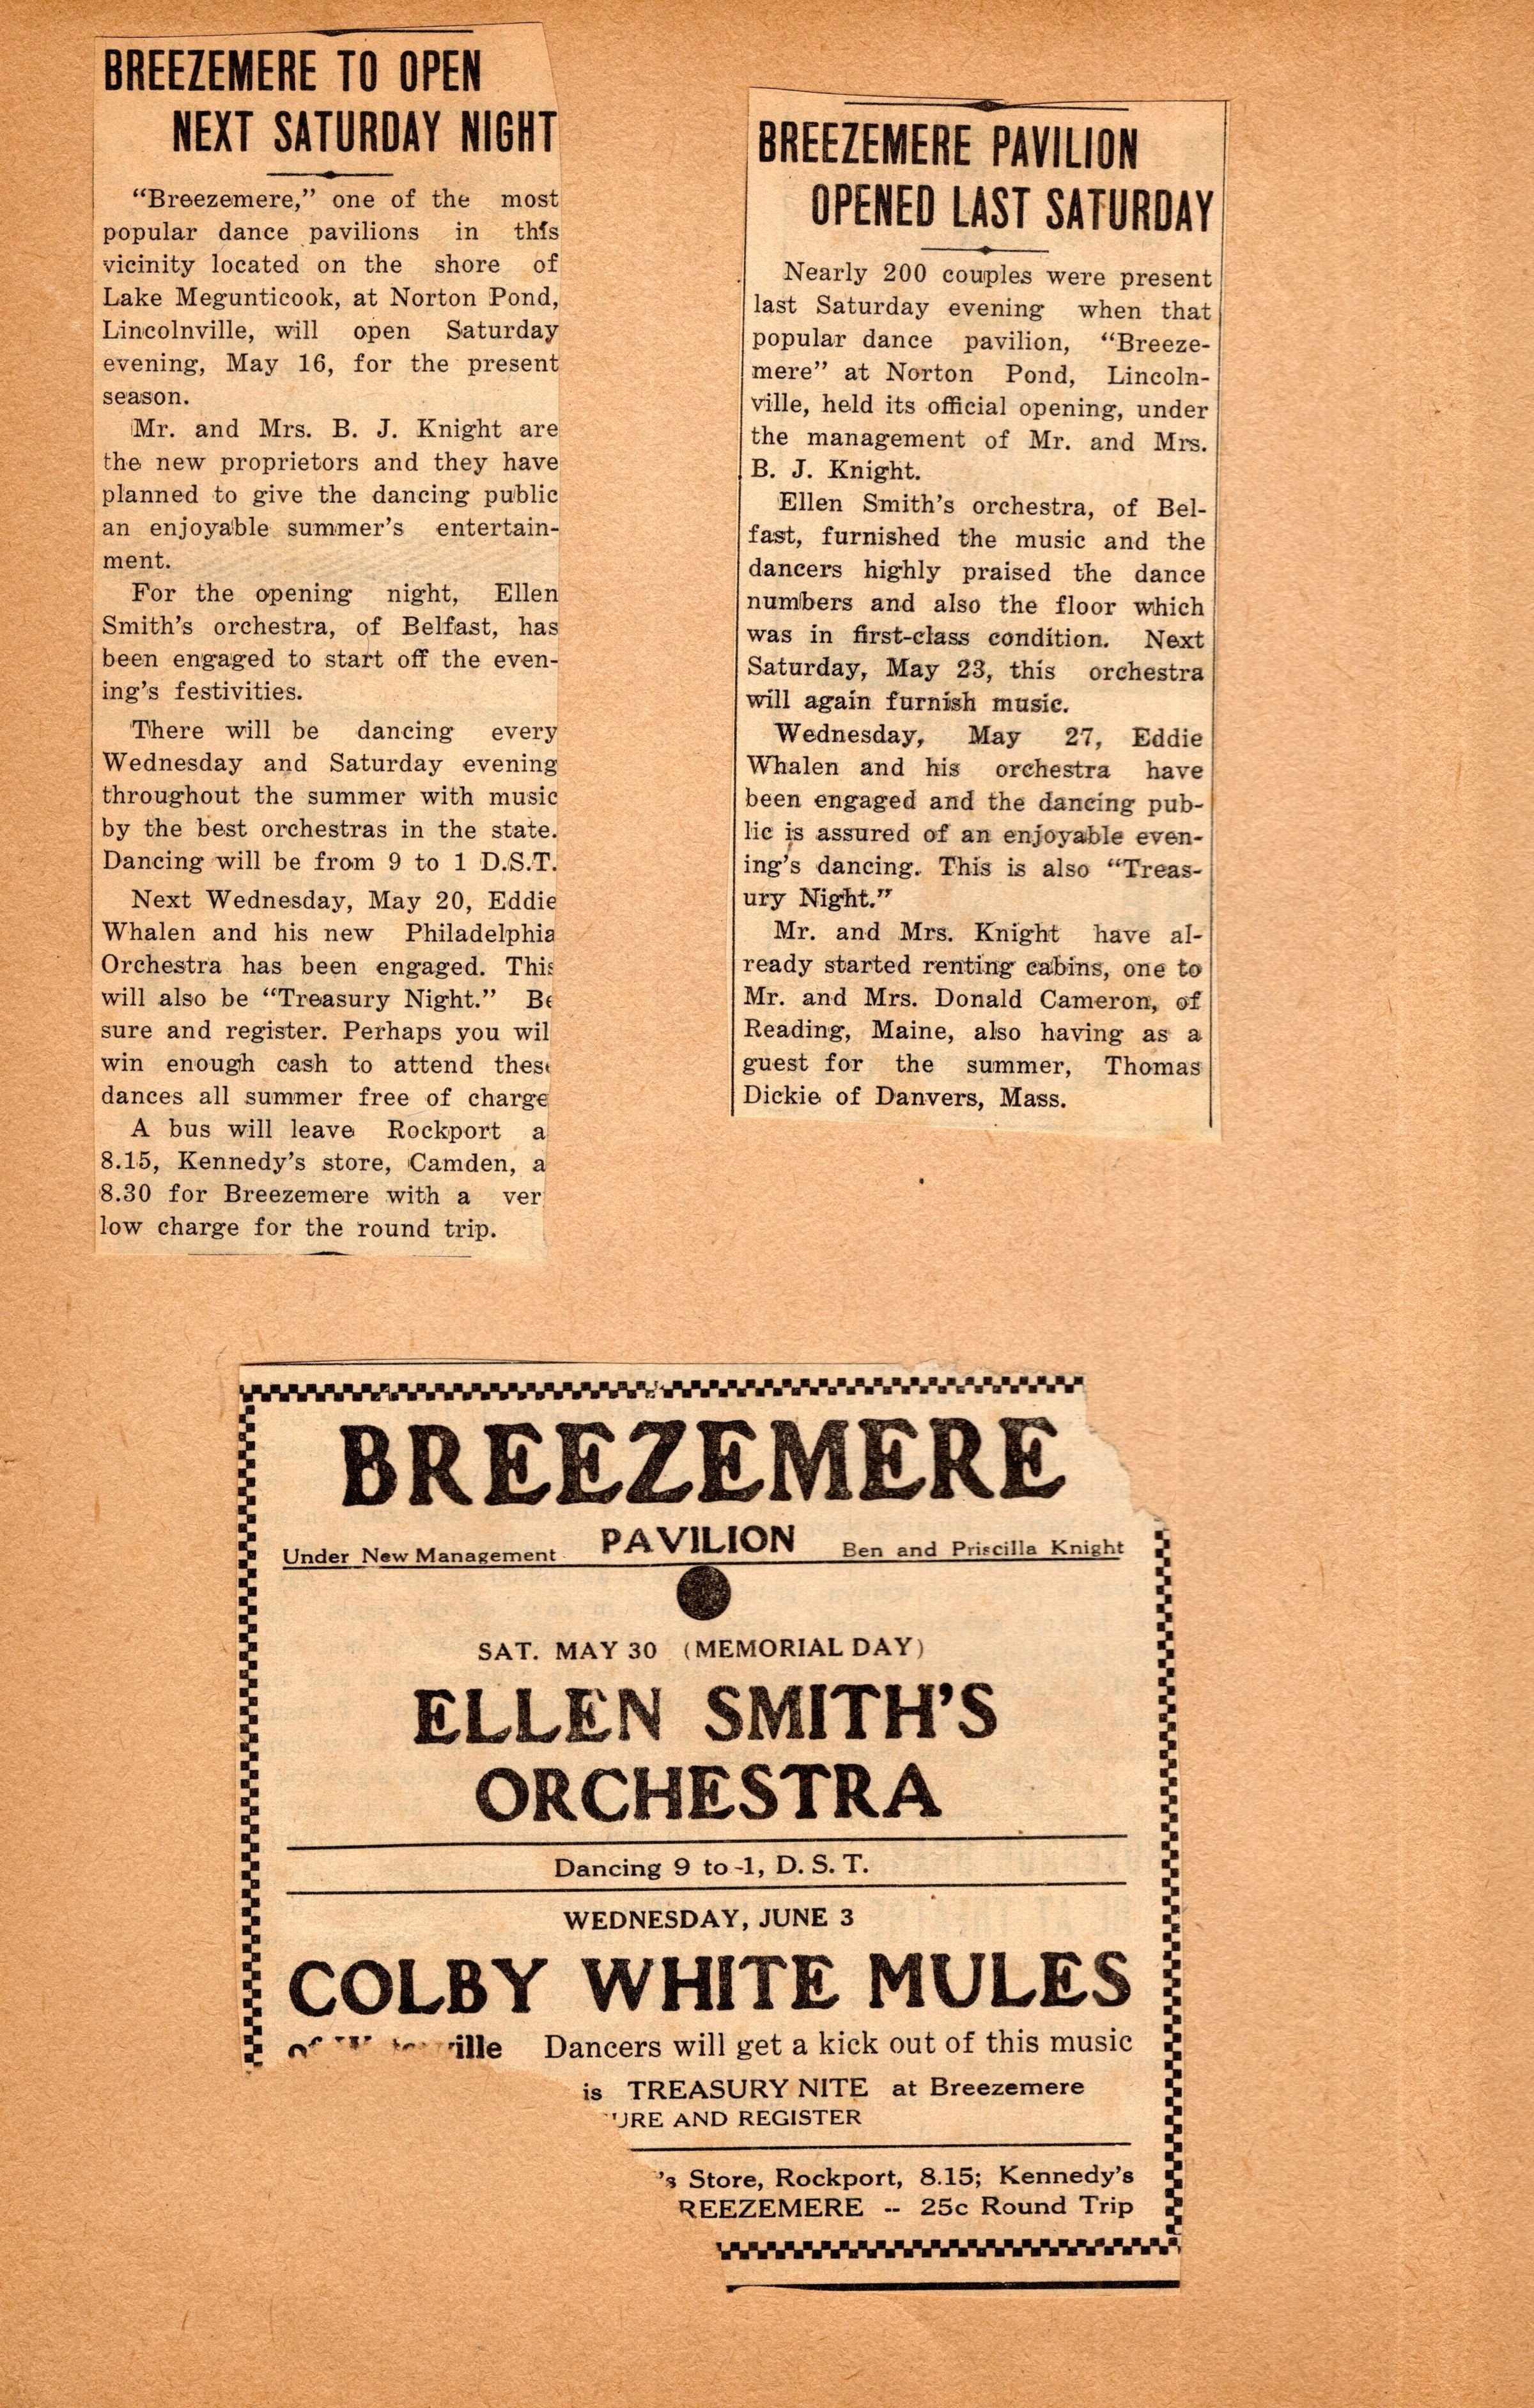 BREEZEMERE TO OPEN
NEXT SATURDAY NIGHT
"Breezemere," one of the most
popular dance pavilions in this
vicinity located on the shore of
Lake Megunticook, at Norton Pond,
Lincolnville, will open Saturday
evening, May 16, for the present
season.
Mr. and Mrs. B. J. Knight are
the new proprietors and they have
planned to give the dancing public
an enjoyable summer's entertain-
ment.
For the opening night, Ellen
Smith's orchestra, of Belfast, has
been engaged to start off the even-
ing's festivities.
There will be dancing every
Wednesday and Saturday evening
throughout the summer with music
by the best orchestras in the state.
Dancing will be from 9 to 1 D.S.T.
Next Wednesday, May 20, Eddie
Whalen and his new Philadelphia
Orchestra has been engaged. This
will also be "Treasury Night." Be
sure and register. Perhaps you wil
win enough cash to attend these
dances all summer free of charge
A bus will leave Rockport a
8.15, Kennedy's store, Camden, a
8.30 for Breezemere with a ver
low charge for the round trip.
BREEZEMERE PAVILION
OPENED LAST SATURDAY
Nearly 200 couples were present
last Saturday evening when that
popular dance pavilion, "Breeze-
mere" at Norton Pond, Lincoln-
ville, held its official opening, under
the management of Mr. and Mrs.
B. J. Knight.
Ellen Smith's orchestra, of Bel-
fast, furnished the music and the
dancers highly praised the dance
numbers and also the floor which
was in first-class condition. Next
Saturday, May 23, this orchestra
will again furnish music.
Wednesday, May 27, Eddie
Whalen and his orchestra have
been engaged and the dancing pub-
lic is assured of an enjoyable even-
ing's dancing. This is also "Treas-
ury Night."
Mr. and Mrs. Knight have al-
ready started renting cabins, one to
Mr. and Mrs. Donald Cameron, of
Reading, Maine, also having as a
guest for the summer, Thomas
Dickie of Danvers, Mass.
BREEZEMERE
Under New Management PAVILION Ben and Priscilla Knight
SAT. MAY 30 (MEMORIAL DAY)
ELLEN SMITH'S
ORCHESTRA
Dancing 9 to-1, D. S. T.
WEDNESDAY, JUNE 3
COLBY WHITE MULES
of ville Dancers will get a kick out of this music
is TREASURY NITE at Breezemere
URE AND REGISTER
's Store, Rockport, 8.15; Kennedy's
REEZEMERE -- 25c Round Trip